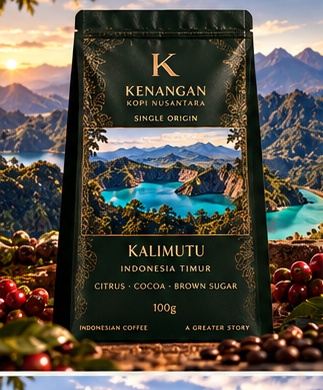 K
KENANGAN
KOPI NUSANTARA
SINGLE ORIGIN
KALIMUTU
INDONESIA TIMUR
CITRUS · COCOA · BROWN SUGAR
100g
INDONESIAN COFFEE A GREATER STORY